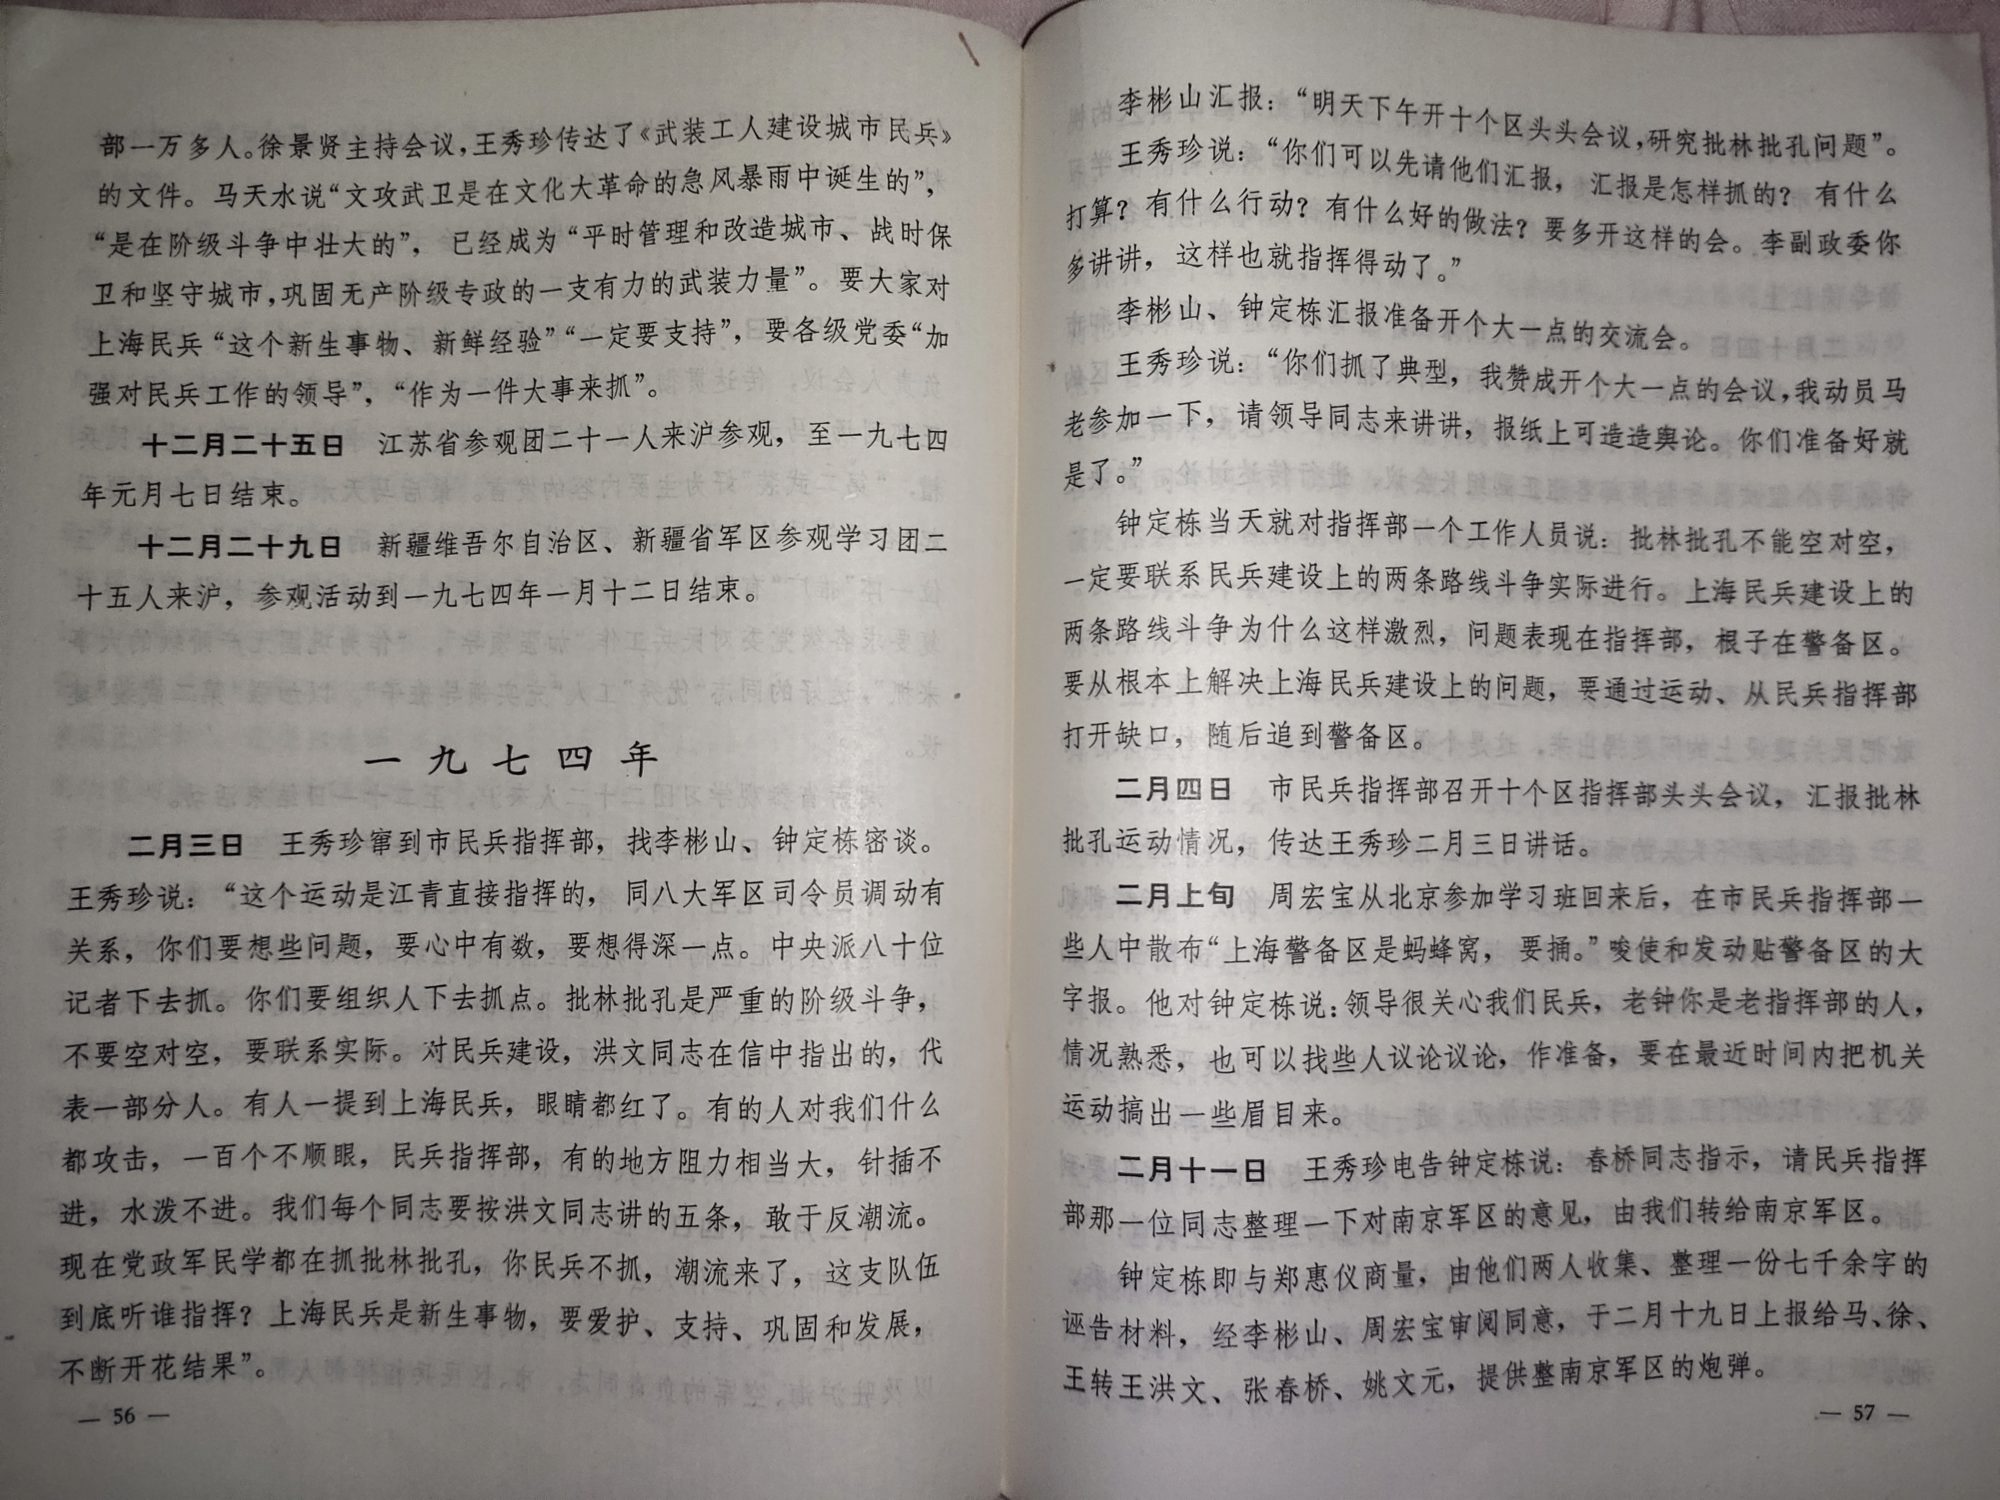 部一万多人。徐景贤主持会议，王秀珍传达了《武装工人建设城市民兵》
的文件。马天水说“文攻武卫是在文化大革命的急风暴雨中诞生的”，
“是在阶级斗争中壮大的”，已经成为“平时管理和改造城市、战时保
卫和坚守城市，巩固无产阶级专政的一支有力的武装力量”。要大家对
上海民兵“这个新生事物、新鲜经验”“一定要支持”，要各级党委“加
强对民兵工作的领导”，“作为一件大事来抓”。
十二月二十五日　江苏省参观团二十一人来沪参观，至一九七四
年元月七日结束。
十二月二十九日　新疆维吾尔自治区、新疆省军区参观学习团二
十五人来沪，参观活动到一九七四年一月十二日结束。
一九七四年
二月三日　王秀珍窜到市民兵指挥部，找李彬山、钟定栋密谈。
王秀珍说：“这个运动是江青直接指挥的，同八大军区司令员调动有
关系，你们要想些问题，要心中有数，要想得深一点。中央派八十位
记者下去抓。你们要组织人下去抓点。批林批孔是严重的阶级斗争，
不要空对空，要联系实际。对民兵建设，洪文同志在信中指出的，代
表一部分人。有人一提到上海民兵，眼睛都红了。有的人对我们什么
都攻击，一百个不顺眼，民兵指挥部，有的地方阻力相当大，针插不
进，水泼不进。我们每个同志要按洪文同志讲的五条，敢于反潮流。
现在党政军民学都在抓批林批孔，你民兵不抓，潮流来了，这支队伍
到底听谁指挥？上海民兵是新生事物，要爱护、支持、巩固和发展，
不断开花结果”。
— 56 —
李彬山汇报：“明天下午开十个区头头会议，研究批林批孔问题”。
王秀珍说：“你们可以先请他们汇报，汇报是怎样抓的？有什么
打算？有什么行动？有什么好的做法？要多开这样的会。李副政委你
多讲讲，这样也就指挥得动了。”
李彬山、钟定栋汇报准备开个大一点的交流会。
王秀珍说：“你们抓了典型，我赞成开个大一点的会议，我动员马
老参加一下，请领导同志来讲讲，报纸上可造造舆论。你们准备好就
是了。”
钟定栋当天就对指挥部一个工作人员说：批林批孔不能空对空，
一定要联系民兵建设上的两条路线斗争实际进行。上海民兵建设上的
两条路线斗争为什么这样激烈，问题表现在指挥部，根子在警备区。
要从根本上解决上海民兵建设上的问题，要通过运动、从民兵指挥部
打开缺口，随后追到警备区。
二月四日　市民兵指挥部召开十个区指挥部头头会议，汇报批林
批孔运动情况，传达王秀珍二月三日讲话。
二月上旬　周宏宝从北京参加学习班回来后，在市民兵指挥部一
些人中散布“上海警备区是蚂蜂窝，要捅。”唆使和发动贴警备区的大
字报。他对钟定栋说：领导很关心我们民兵，老钟你是老指挥部的人，
情况熟悉，也可以找些人议论议论，作准备，要在最近时间内把机关
运动搞出一些眉目来。
二月十一日　王秀珍电告钟定栋说：春桥同志指示，请民兵指挥
部那一位同志整理一下对南京军区的意见，由我们转给南京军区。
钟定栋即与郑惠仪商量，由他们两人收集、整理一份七千余字的
诬告材料，经李彬山、周宏宝审阅同意，于二月十九日上报给马、徐、
王转王洪文、张春桥、姚文元，提供整南京军区的炮弹。
— 57 —